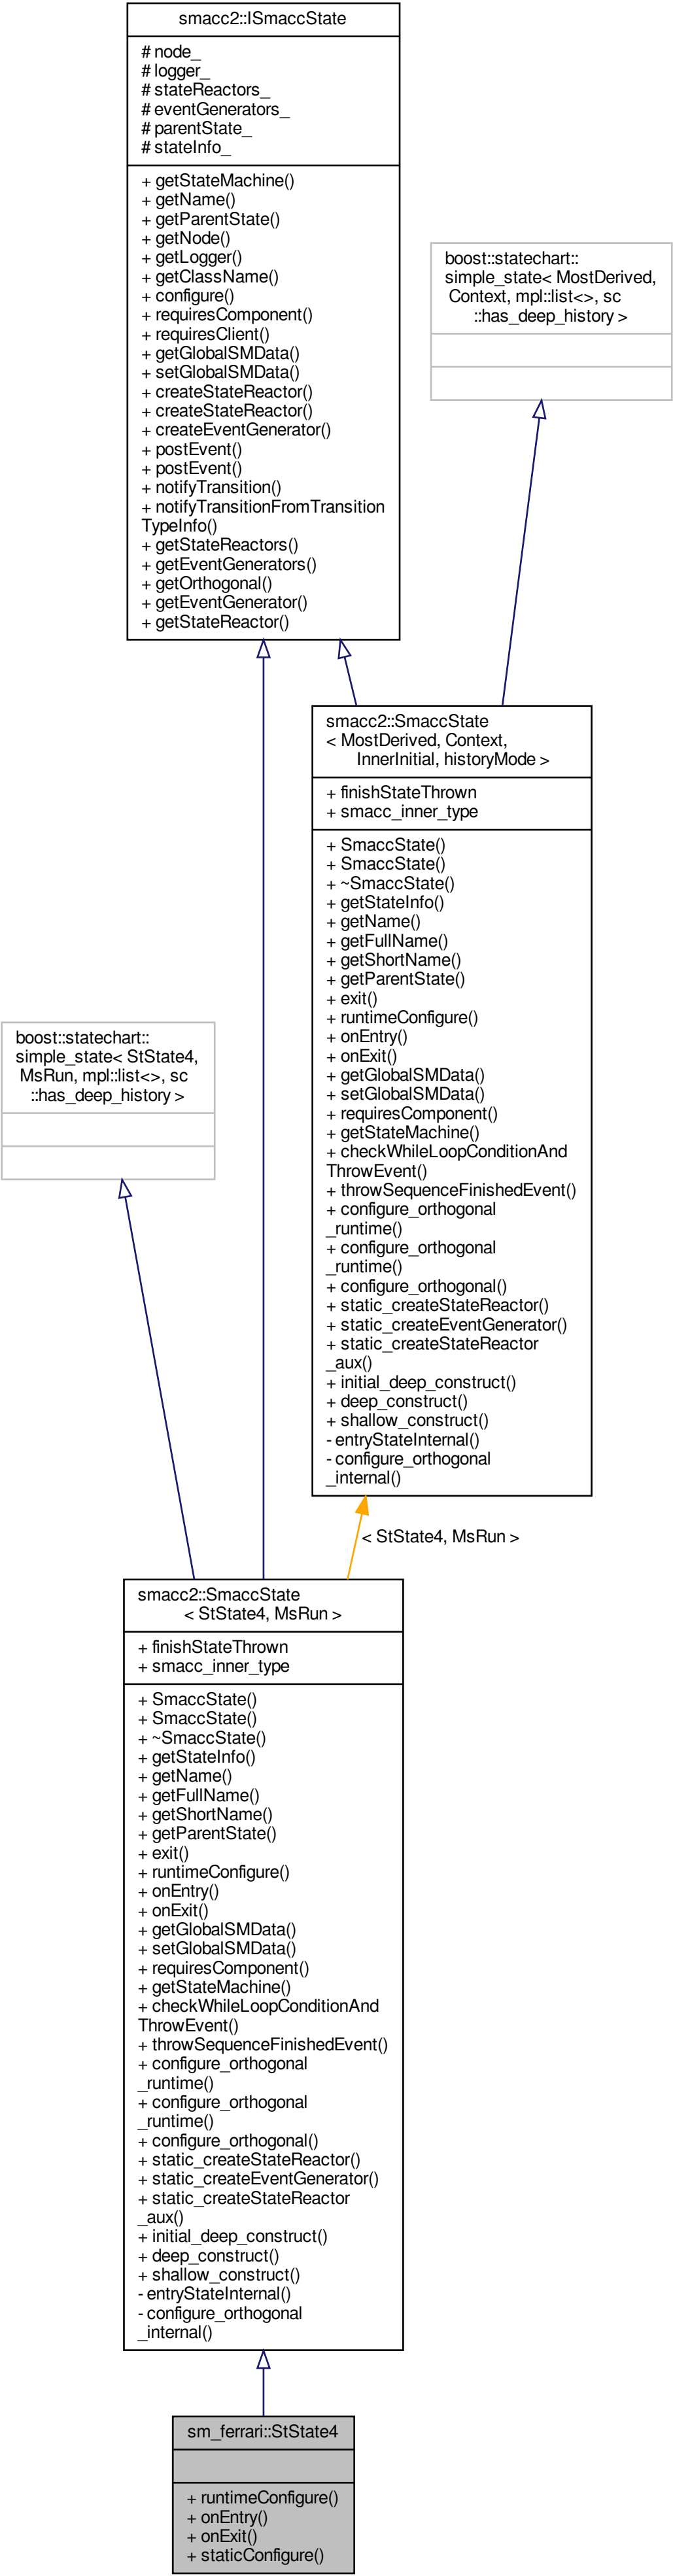 smacc2::ISmaccState
# node_
# logger_
# stateReactors_
# eventGenerators_
# parentState_
# stateInfo_
+ getStateMachine()
+ getName()
+ getParentState()
+ getNode()
+ getLogger()
+ getClassName()
+ configure()
+ requiresComponent()
+ requiresClient()
+ getGlobalSMData()
+ setGlobalSMData()
+ createStateReactor()
+ createStateReactor()
+ createEventGenerator()
+ postEvent()
+ postEvent()
+ notifyTransition()
+ notifyTransitionFromTransition
TypeInfo()
+ getStateReactors()
+ getEventGenerators()
+ getOrthogonal()
+ getEventGenerator()
+ getStateReactor()
boost::statechart::
simple_state< MostDerived,
Context, mpl::list<>, sc
::has_deep_history >
smacc2::SmaccState
< MostDerived, Context,
InnerInitial, historyMode >
+ finishStateThrown
+ smacc_inner_type
+ SmaccState()
+ SmaccState()
+ ~SmaccState()
+ getStateInfo()
+ getName()
+ getFullName()
+ getShortName()
+ getParentState()
+ exit()
+ runtimeConfigure()
+ onEntry()
+ onExit()
+ getGlobalSMData()
+ setGlobalSMData()
+ requiresComponent()
+ getStateMachine()
+ checkWhileLoopConditionAnd
ThrowEvent()
+ throwSequenceFinishedEvent()
+ configure_orthogonal
_runtime()
+ configure_orthogonal
_runtime()
+ configure_orthogonal()
+ static_createStateReactor()
+ static_createEventGenerator()
+ static_createStateReactor
_aux()
+ initial_deep_construct()
+ deep_construct()
+ shallow_construct()
- entryStateInternal()
- configure_orthogonal
_internal()
boost::statechart::
simple_state< StState4,
MsRun, mpl::list<>, sc
::has_deep_history >
< StState4, MsRun >
smacc2::SmaccState
< StState4, MsRun >
+ finishStateThrown
+ smacc_inner_type
+ SmaccState()
+ SmaccState()
+ ~SmaccState()
+ getStateInfo()
+ getName()
+ getFullName()
+ getShortName()
+ getParentState()
+ exit()
+ runtimeConfigure()
+ onEntry()
+ onExit()
+ getGlobalSMData()
+ setGlobalSMData()
+ requiresComponent()
+ getStateMachine()
+ checkWhileLoopConditionAnd
ThrowEvent()
+ throwSequenceFinishedEvent()
+ configure_orthogonal
_runtime()
+ configure_orthogonal
_runtime()
+ configure_orthogonal()
+ static_createStateReactor()
+ static_createEventGenerator()
+ static_createStateReactor
_aux()
+ initial_deep_construct()
+ deep_construct()
+ shallow_construct()
- entryStateInternal()
- configure_orthogonal
_internal()
sm_ferrari::StState4
+ runtimeConfigure()
+ onEntry()
+ onExit()
+ staticConfigure()